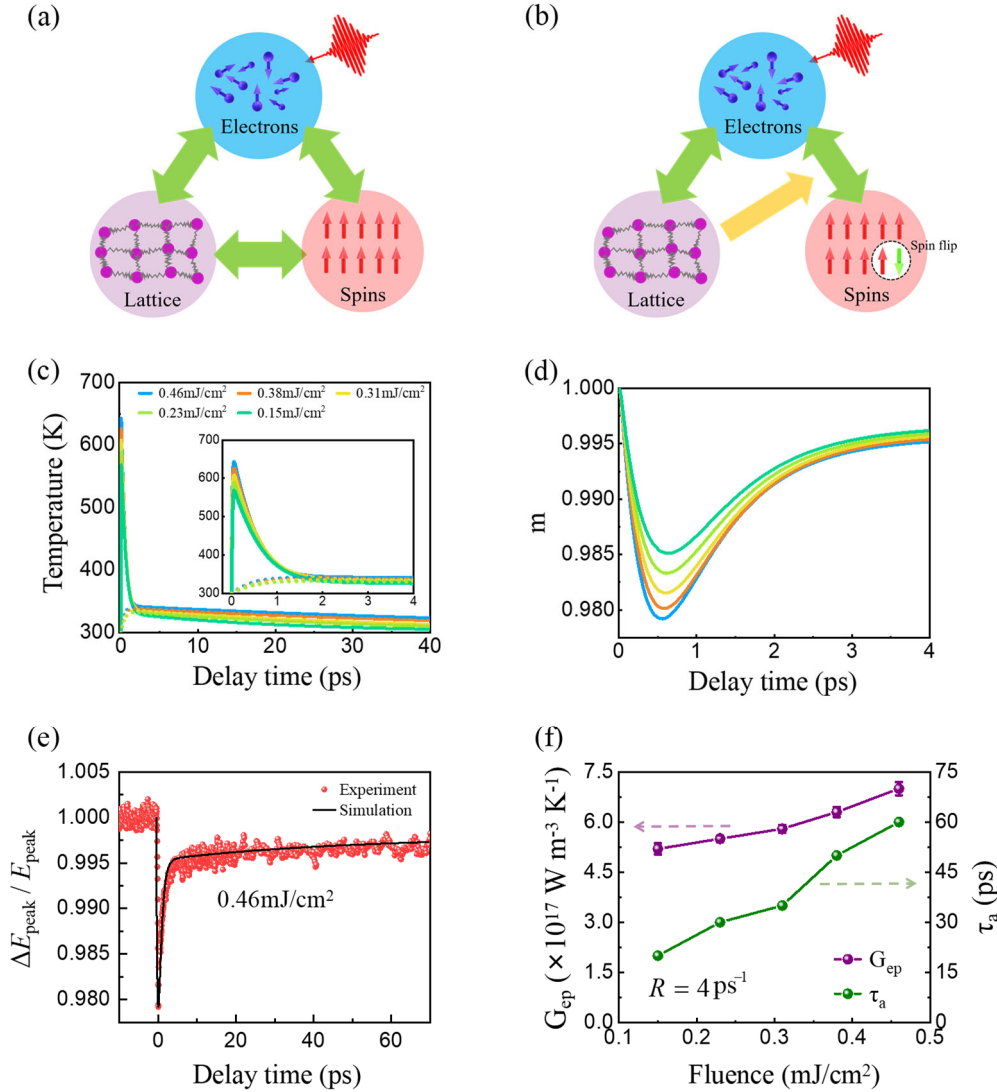 (a)
Electrons
Lattice
Spins
(b)
Electrons
Lattice
Spin flip
Spins
(c)
Temperature (K)
700
600
500
400
300
0.46mJ/cm²
0.38mJ/cm²
0.31mJ/cm²
0.23mJ/cm²
0.15mJ/cm²
700
600
500
400
300
0 1 2 3 4
0 10 20 30 40
Delay time (ps)
(d)
m
1.000
0.995
0.990
0.985
0.980
0 1 2 3 4
Delay time (ps)
(e)
ΔE_peak / E_peak
1.005
1.000
0.995
0.990
0.985
0.980
Experiment
Simulation
0.46mJ/cm²
0 20 40 60
Delay time (ps)
(f)
G_ep (×10¹⁷ W m⁻³ K⁻¹)
7.5
6.0
4.5
3.0
1.5
0.0
R = 4 ps⁻¹
G_ep
τ_a
75
60
45
30
15
0
τ_a (ps)
0.1 0.2 0.3 0.4 0.5
Fluence (mJ/cm²)